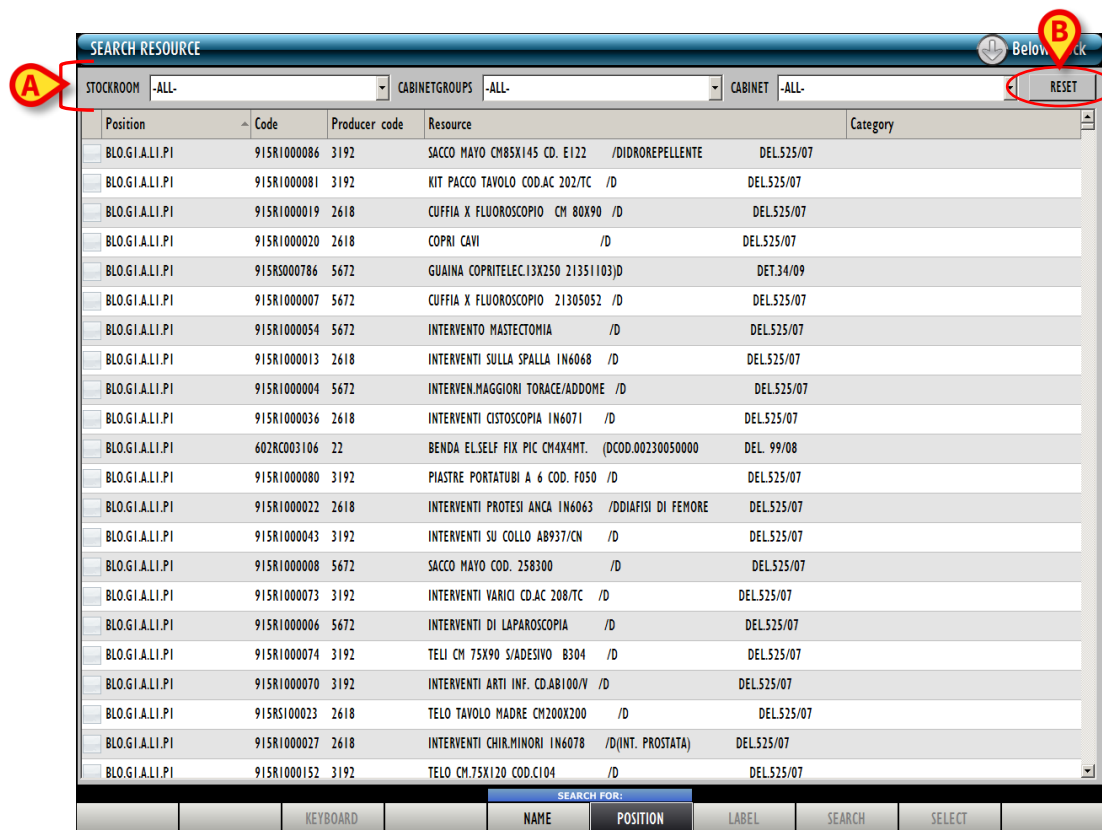 SEARCH RESOURCE
B
A
STOCKROOM -ALL- CABINETGROUPS -ALL- CABINET -ALL- RESET
Position Code Producer code Resource Category
BLO.G1.A.L1.P1 915R1000086 3192 SACCO MAYO CM85X145 CD. E122 /DIDROREPELLENTE DEL.525/07
BLO.G1.A.L1.P1 915R1000081 3192 KIT PACCO TAVOLO COD.AC 202/TC /D DEL.525/07
BLO.G1.A.L1.P1 915R1000019 2618 CUFFIA X FLUOROSCOPIO CM 80X90 /D DEL.525/07
BLO.G1.A.L1.P1 915R1000020 2618 COPRI CAVI /D DEL.525/07
BLO.G1.A.L1.P1 915RS000786 5672 GUAINA COPRITELEC.13X250 21351103)D DET.34/09
BLO.G1.A.L1.P1 915R1000007 5672 CUFFIA X FLUOROSCOPIO 21305052 /D DEL.525/07
BLO.G1.A.L1.P1 915R1000054 5672 INTERVENTO MASTECTOMIA /D DEL.525/07
BLO.G1.A.L1.P1 915R1000013 2618 INTERVENTI SULLA SPALLA 1N6068 /D DEL.525/07
BLO.G1.A.L1.P1 915R1000004 5672 INTERVEN.MAGGIORI TORACE/ADDOME /D DEL.525/07
BLO.G1.A.L1.P1 915R1000036 2618 INTERVENTI CISTOSCOPIA 1N6071 /D DEL.525/07
BLO.G1.A.L1.P1 602RC003106 22 BENDA EL.SELF FIX PIC CM4X4MT. (DCOD.00230050000 DEL. 99/08
BLO.G1.A.L1.P1 915R1000080 3192 PIASTRE PORTATUBI A 6 COD. F050 /D DEL.525/07
BLO.G1.A.L1.P1 915R1000022 2618 INTERVENTI PROTESI ANCA 1N6063 /DDIAFISI DI FEMORE DEL.525/07
BLO.G1.A.L1.P1 915R1000043 3192 INTERVENTI SU COLLO AB937/CN /D DEL.525/07
BLO.G1.A.L1.P1 915R1000008 5672 SACCO MAYO COD. 258300 /D DEL.525/07
BLO.G1.A.L1.P1 915R1000073 3192 INTERVENTI VARICI CD.AC 208/TC /D DEL.525/07
BLO.G1.A.L1.P1 915R1000006 5672 INTERVENTI DI LAPAROSCOPIA /D DEL.525/07
BLO.G1.A.L1.P1 915R1000074 3192 TELI CM 75X90 S/ADESIVO B304 /D DEL.525/07
BLO.G1.A.L1.P1 915R1000070 3192 INTERVENTI ARTI INF. CD.AB100/V /D DEL.525/07
BLO.G1.A.L1.P1 915RS100023 2618 TELO TAVOLO MADRE CM200X200 /D DEL.525/07
BLO.G1.A.L1.P1 915R1000027 2618 INTERVENTI CHIR.MINORI 1N6078 /D(INT. PROSTATA) DEL.525/07
BLO.G1.A.L1.P1 915R1000152 3192 TELO CM.75X120 COD.C104 /D DEL.525/07
SEARCH FOR:
KEYBOARD NAME POSITION LABEL SEARCH SELECT